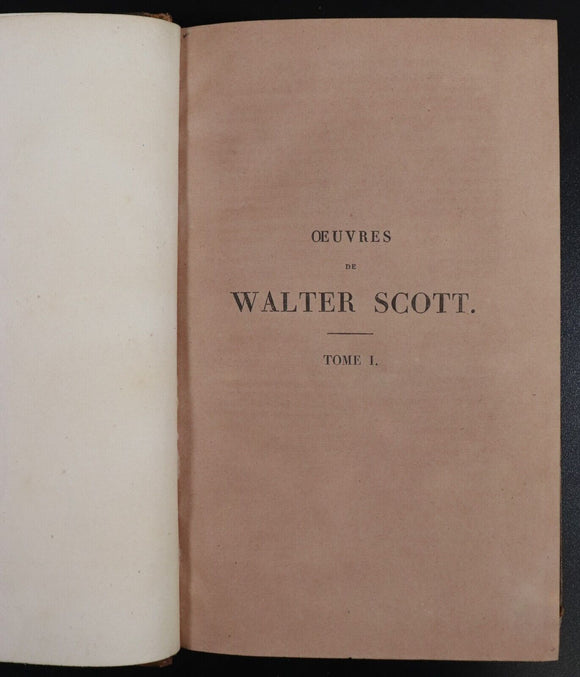 ŒUVRES
DE
WALTER SCOTT.
TOME I.